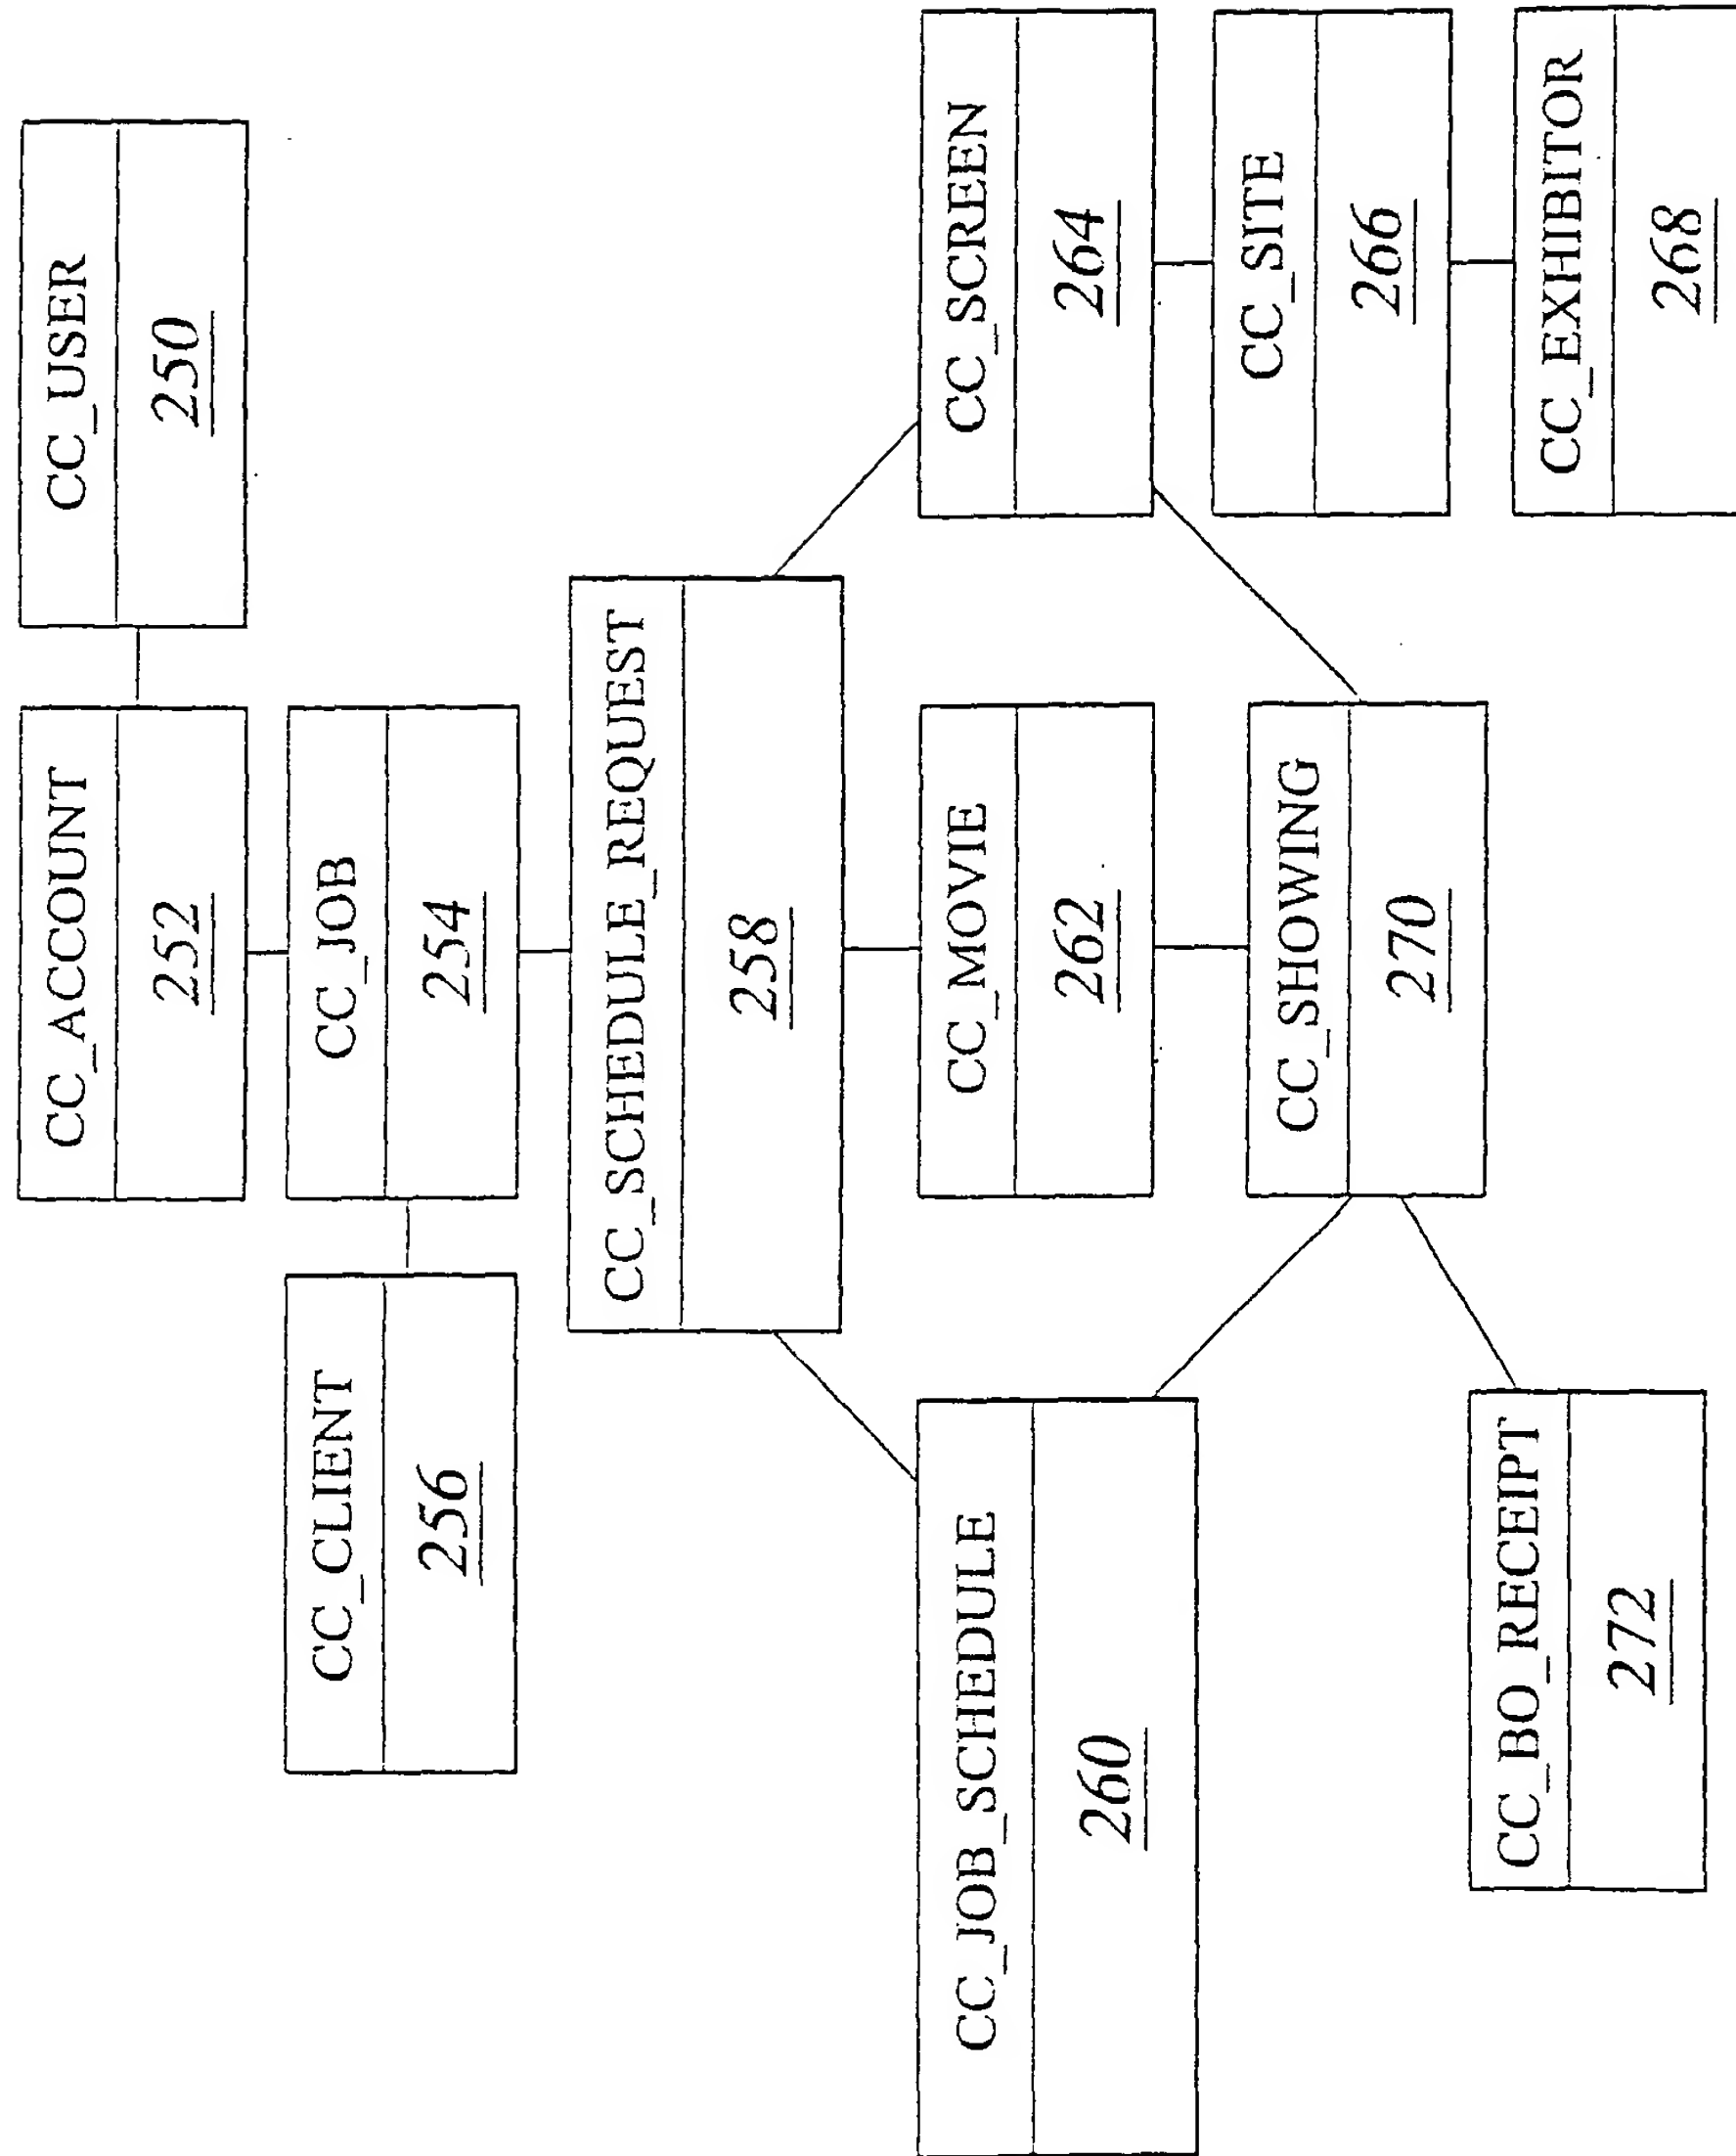 CC_USER
250
CC_ACCOUNT
252
CC_JOB
254
CC_CLIENT
256
CC_SCHEDULE_REQUEST
258
CC_SCREEN
264
CC_MOVIE
262
CC_JOB_SCHEDULE
260
CC_SITE
266
CC_SHOWING
270
CC_EXHIBITOR
268
CC_BO_RECEIPT
272